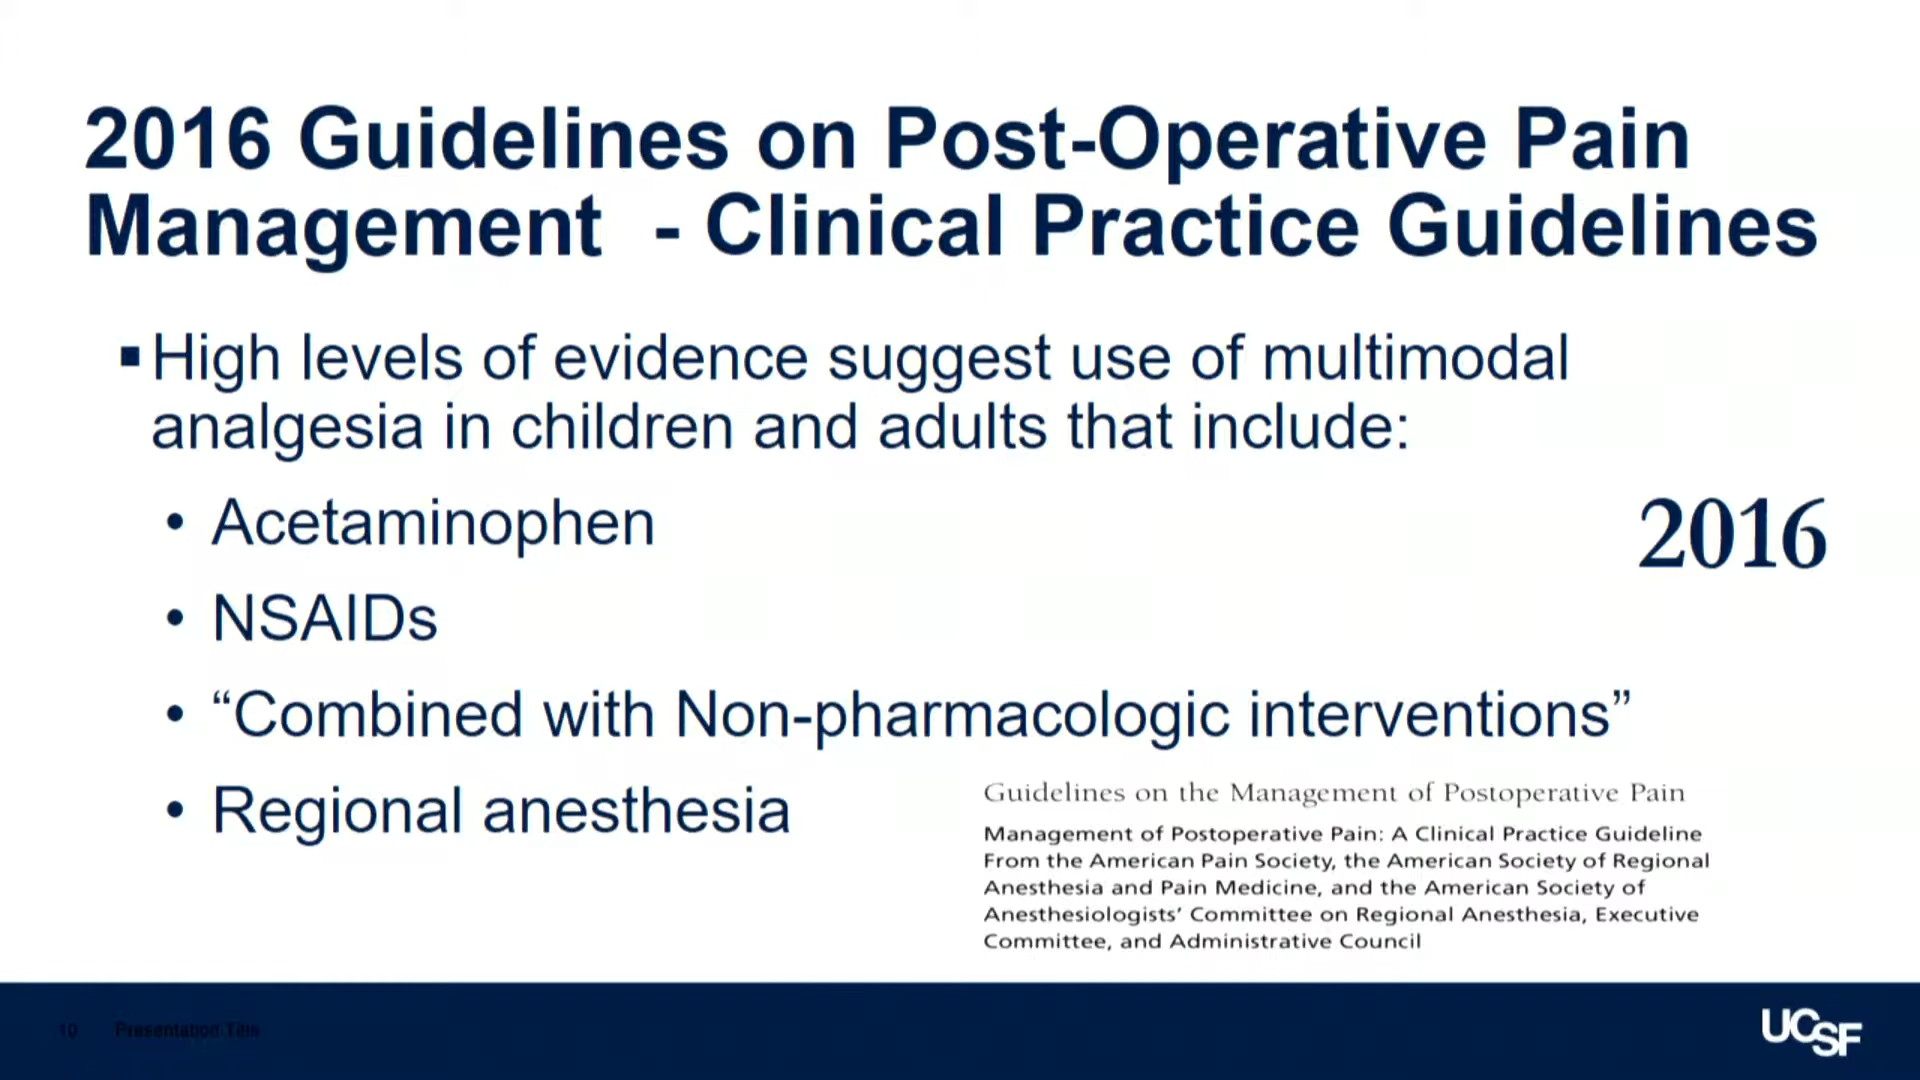 2016 Guidelines on Post-Operative Pain
Management - Clinical Practice Guidelines
▪ High levels of evidence suggest use of multimodal
analgesia in children and adults that include:
• Acetaminophen
2016
• NSAIDs
• “Combined with Non-pharmacologic interventions”
• Regional anesthesia
Guidelines on the Management of Postoperative Pain
Management of Postoperative Pain: A Clinical Practice Guideline
From the American Pain Society, the American Society of Regional
Anesthesia and Pain Medicine, and the American Society of
Anesthesiologists’ Committee on Regional Anesthesia, Executive
Committee, and Administrative Council
10 Presentation Title
UCSF